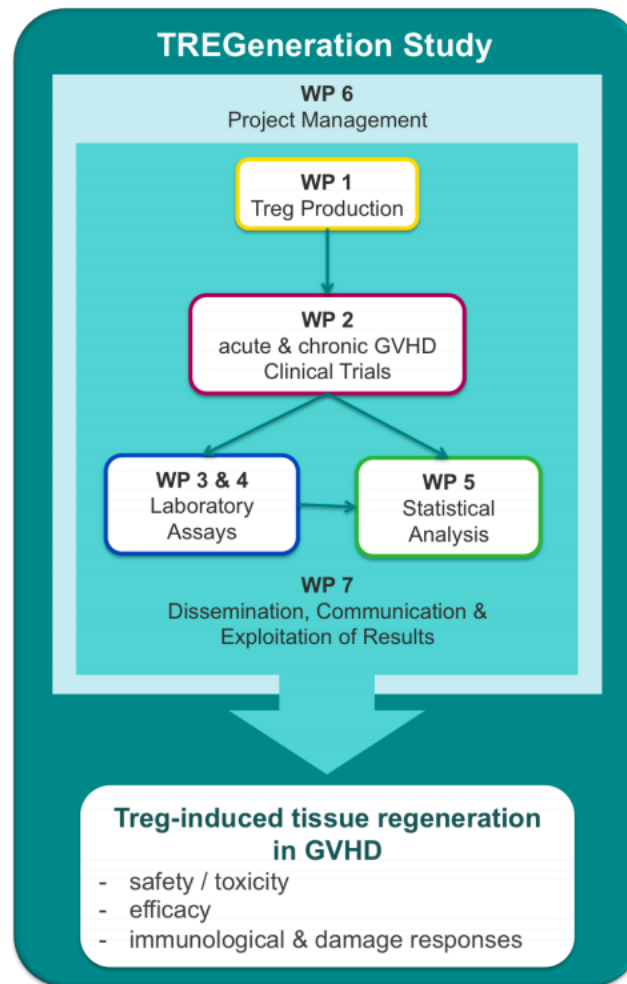 TREGeneration Study
WP 6
Project Management
WP 1
Treg Production
WP 2
acute & chronic GVHD
Clinical Trials
WP 3 & 4
Laboratory
Assays
WP 5
Statistical
Analysis
WP 7
Dissemination, Communication &
Exploitation of Results
Treg-induced tissue regeneration
in GVHD
- safety / toxicity
- efficacy
- immunological & damage responses